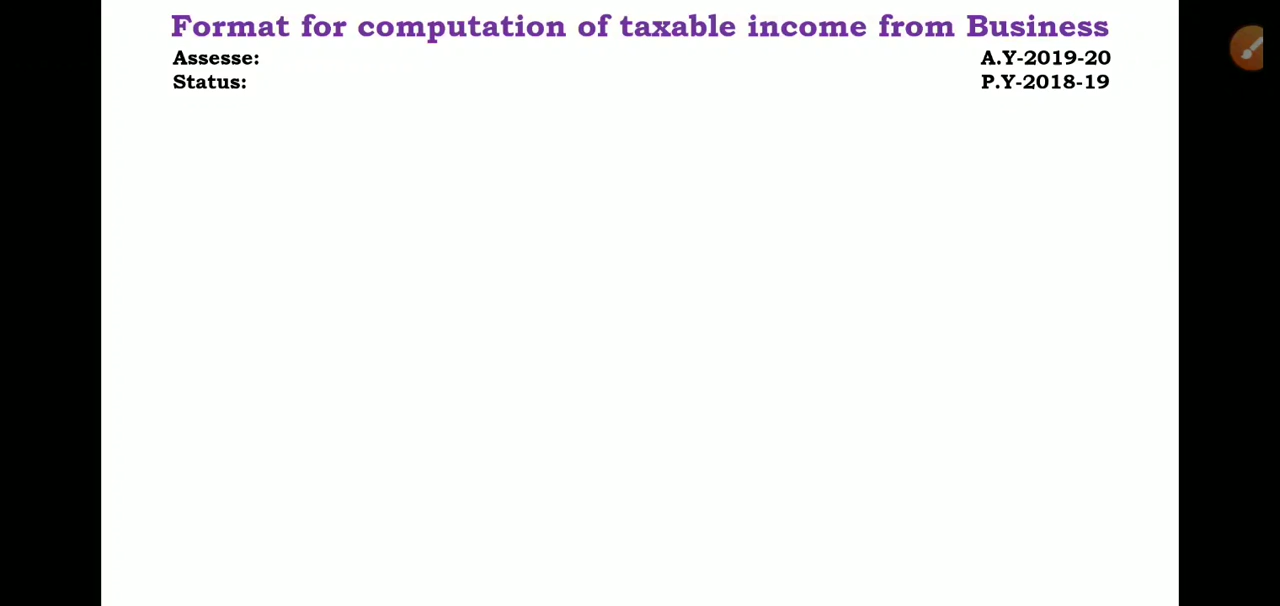 Format for computation of taxable income from Business
Assesse: A.Y-2019-20
Status: P.Y-2018-19